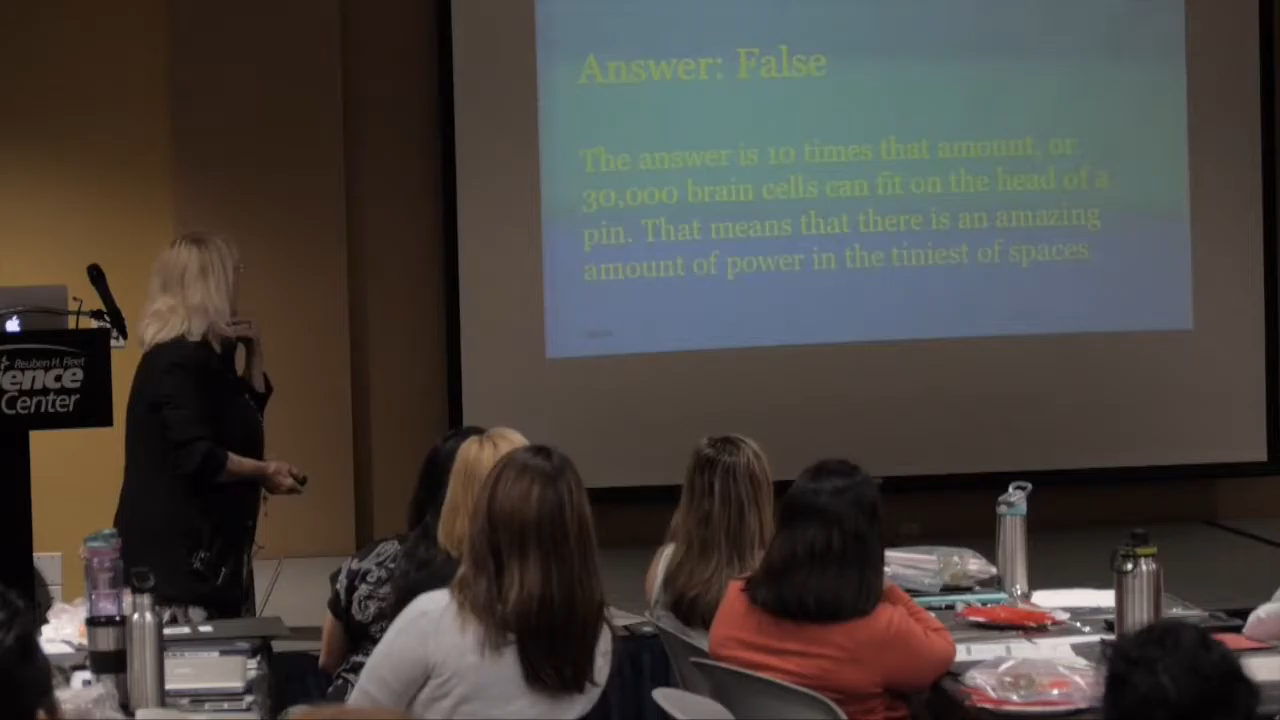 Answer: False
The answer is 10 times that amount, or
30,000 brain cells can fit on the head of a
pin. That means that there is an amazing
amount of power in the tiniest of spaces
Reuben H. Fleet
ence
Center